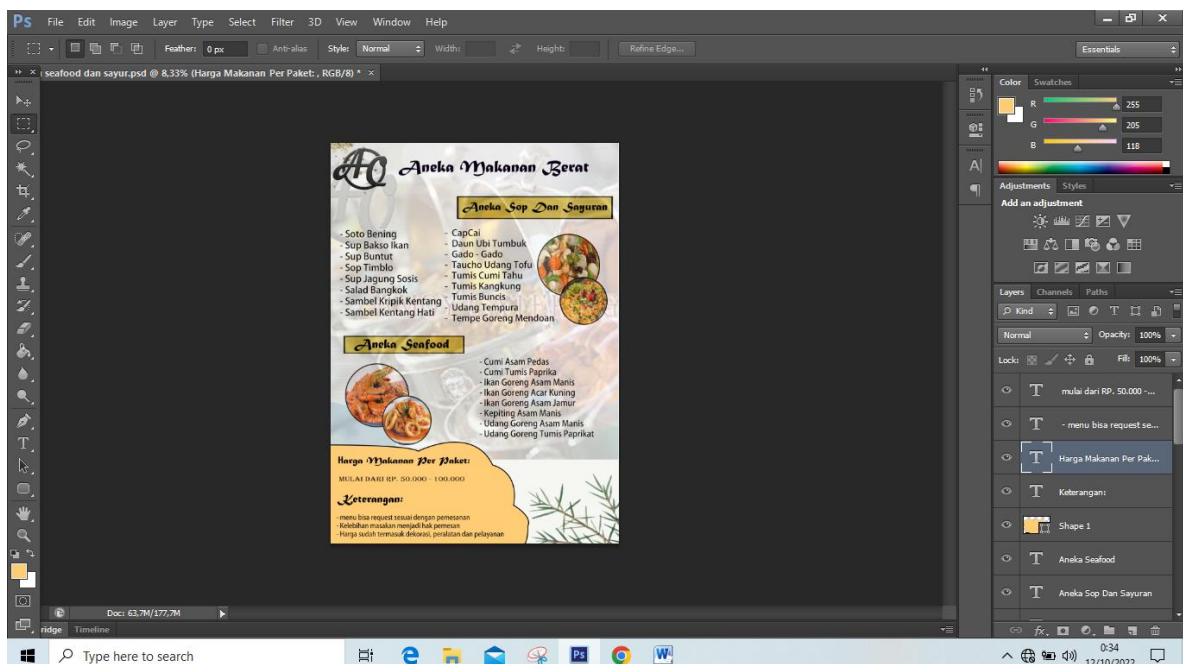 Ps File Edit Image Layer Type Select Filter 3D View Window Help
Feather: 0 px Anti-alias Style: Normal Width: Height: Refine Edge... Essentials
seafood dan sayur.psd @ 8,33% (Harga Makanan Per Paket: , RGB/8) * ×
Color Swatches
R 255
G 205
B 118
Adjustments Styles
Add an adjustment
Layers Channels Paths
Kind
Normal Opacity: 100%
Lock: Fill: 100%
mulai dari RP. 50.000 -...
- menu bisa request se...
Harga Makanan Per Pak...
Keterangan:
Shape 1
Aneka Seafood
Aneka Sop Dan Sayuran
Aneka Makanan Berat
Aneka Sop Dan Sayuran
- Soto Bening
- Sup Bakso Ikan
- Sup Buntut
- Sop Timblo
- Sup Jagung Sosis
- Salad Bangkok
- Sambel Kripik Kentang
- Sambel Kentang Hati
- CapCai
- Daun Ubi Tumbuk
- Gado - Gado
- Taucho Udang Tofu
- Tumis Cumi Tahu
- Tumis Kangkung
- Tumis Buncis
- Udang Tempura
- Tempe Goreng Mendoan
Aneka Seafood
- Cumi Asam Pedas
- Cumi Tumis Paprika
- Ikan Goreng Asam Manis
- Ikan Goreng Acar Kuning
- Ikan Goreng Asam Jamur
- Kepiting Asam Manis
- Udang Goreng Asam Manis
- Udang Goreng Tumis Paprikat
Harga Makanan Per Paket:
MULAI DARI RP. 50.000 - 100.000
Keterangan:
- menu bisa request sesuai dengan pemesanan
- Kelebihan masakan menjadi hak pemesan
- Harga sudah termasuk dekorasi, peralatan dan pelayanan
Doc: 63,7M/177,7M
ridge Timeline
Type here to search
0:34
12/10/2022